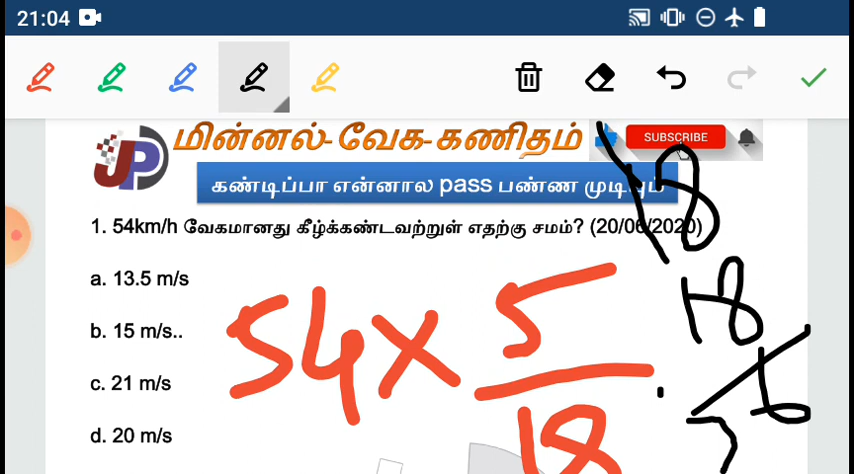 21:04
JP
மின்னல்-வேக-கணிதம்
SUBSCRIBE
கண்டிப்பா என்னால pass பண்ண முடியும்
1. 54km/h வேகமானது கீழ்க்கண்டவற்றுள் எதற்கு சமம்? (20/06/2020)
a. 13.5 m/s
b. 15 m/s..
c. 21 m/s
d. 20 m/s
54 × 5
18
18
18